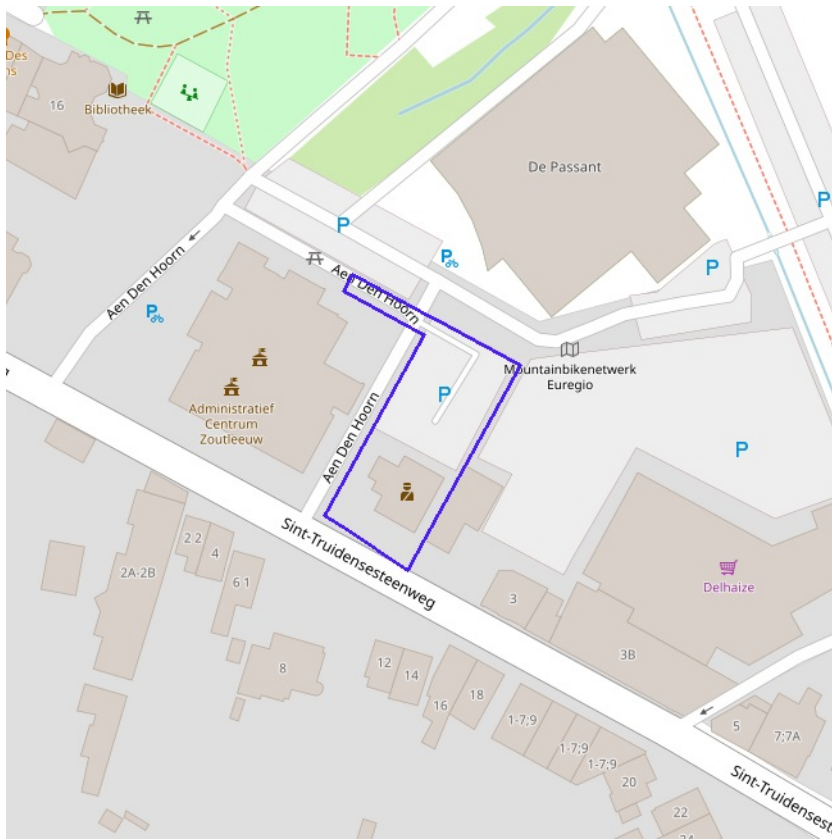 Des
ns
16
Bibliotheek
De Passant
P
P
P
P
Aen Den Hoorn
Aen Den Hoorn
P
P
Mountainbikenetwerk
Euregio
Administratief
Centrum
Zoutleeuw
P
Aen Den Hoorn
P
Sint-Truidensesteenweg
2 2
4
2A-2B
6 1
Delhaize
3
3B
8
12
14
16
18
1-7;9
1-7;9
1-7;9
20
5
7;7A
Sint-Truidensest
22
24